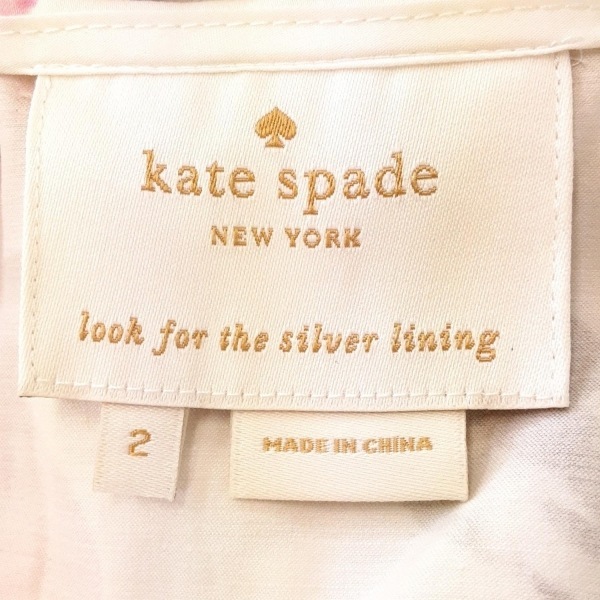 kate spade
NEW YORK
look for the silver lining
2
MADE IN CHINA